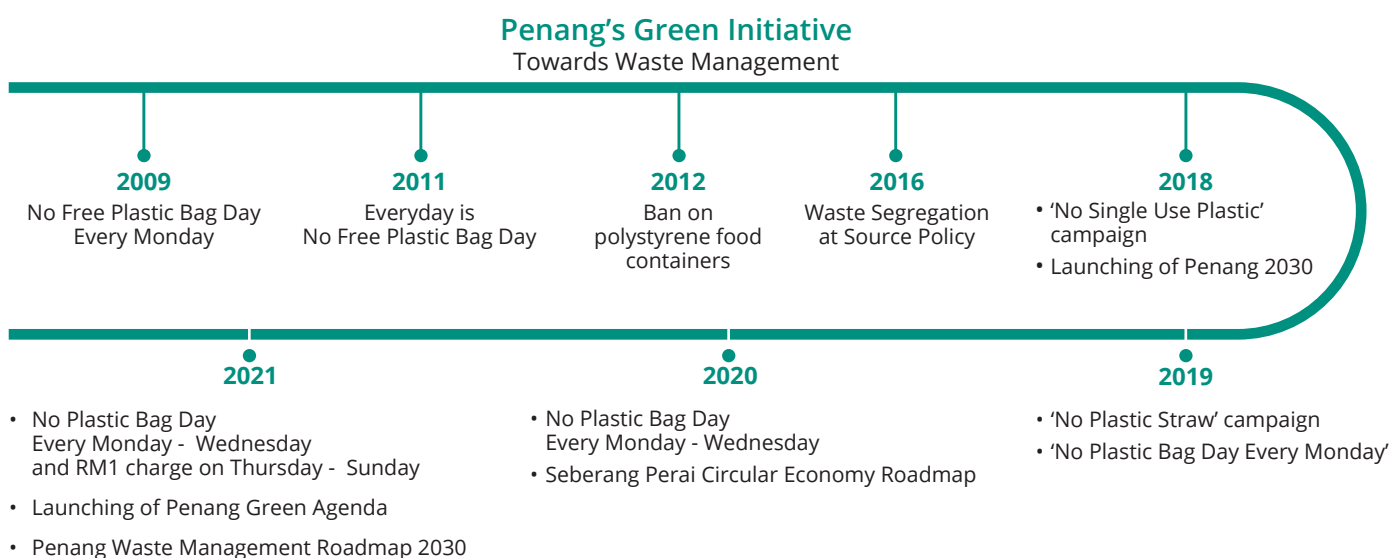 Penang’s Green Initiative
Towards Waste Management
2009
No Free Plastic Bag Day
Every Monday
2011
Everyday is
No Free Plastic Bag Day
2012
Ban on
polystyrene food
containers
2016
Waste Segregation
at Source Policy
2018
• ‘No Single Use Plastic’
campaign
• Launching of Penang 2030
2019
• ‘No Plastic Straw’ campaign
• ‘No Plastic Bag Day Every Monday’
2020
• No Plastic Bag Day
Every Monday - Wednesday
• Seberang Perai Circular Economy Roadmap
2021
• No Plastic Bag Day
Every Monday - Wednesday
and RM1 charge on Thursday - Sunday
• Launching of Penang Green Agenda
• Penang Waste Management Roadmap 2030